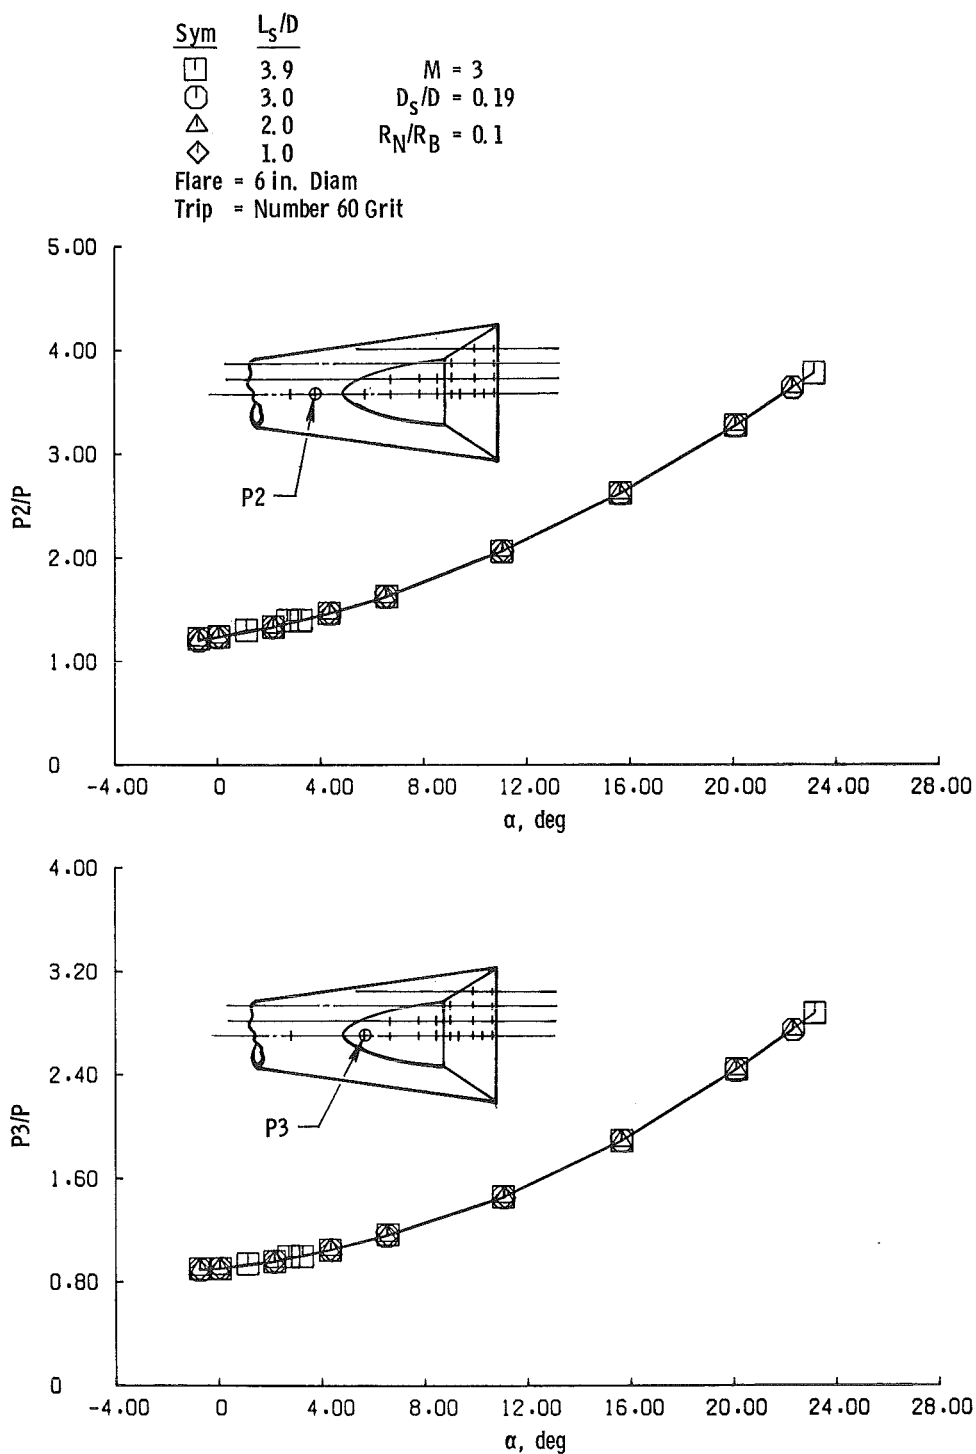 Sym Ls/D
3.9 M = 3
3.0 Ds/D = 0.19
2.0 RN/RB = 0.1
1.0
Flare = 6 in. Diam
Trip = Number 60 Grit
5.00
4.00
3.00
2.00
1.00
0
P2/P
P2
-4.00 0 4.00 8.00 12.00 16.00 20.00 24.00 28.00
α, deg
4.00
3.20
2.40
1.60
0.80
0
P3/P
P3
-4.00 0 4.00 8.00 12.00 16.00 20.00 24.00 28.00
α, deg